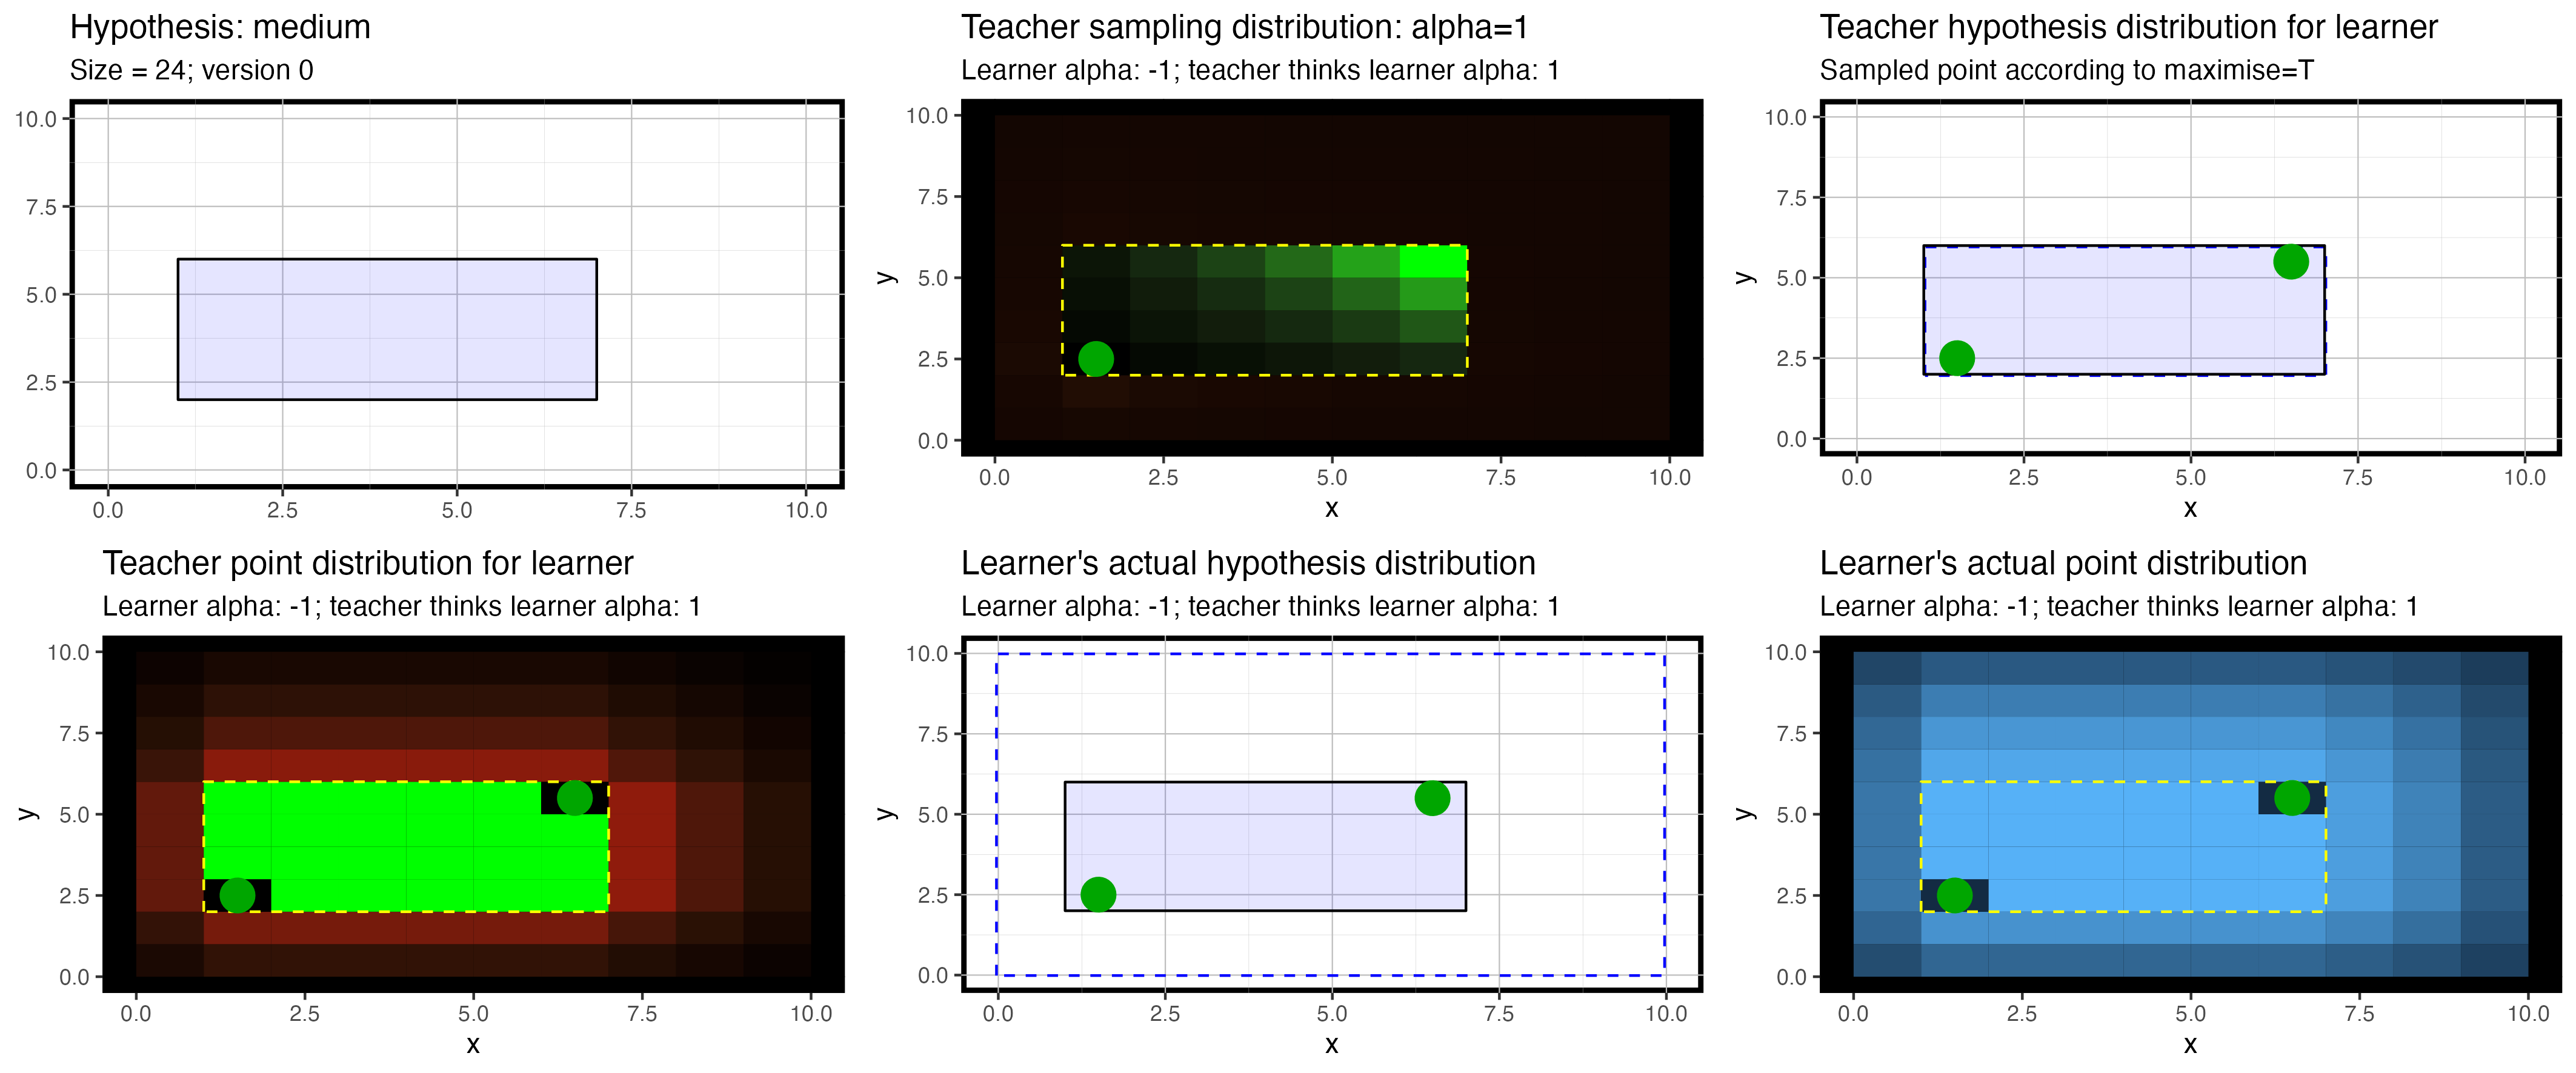 Hypothesis: medium
Size = 24; version 0
10.0
7.5
5.0
2.5
0.0
0.0 2.5 5.0 7.5 10.0
Teacher sampling distribution: alpha=1
Learner alpha: -1; teacher thinks learner alpha: 1
10.0
7.5
5.0
2.5
0.0
y
0.0 2.5 5.0 7.5 10.0
x
Teacher hypothesis distribution for learner
Sampled point according to maximise=T
10.0
7.5
5.0
2.5
0.0
y
0.0 2.5 5.0 7.5 10.0
x
Teacher point distribution for learner
Learner alpha: -1; teacher thinks learner alpha: 1
10.0
7.5
5.0
2.5
0.0
y
0.0 2.5 5.0 7.5 10.0
x
Learner's actual hypothesis distribution
Learner alpha: -1; teacher thinks learner alpha: 1
10.0
7.5
5.0
2.5
0.0
y
0.0 2.5 5.0 7.5 10.0
x
Learner's actual point distribution
Learner alpha: -1; teacher thinks learner alpha: 1
10.0
7.5
5.0
2.5
0.0
y
0.0 2.5 5.0 7.5 10.0
x